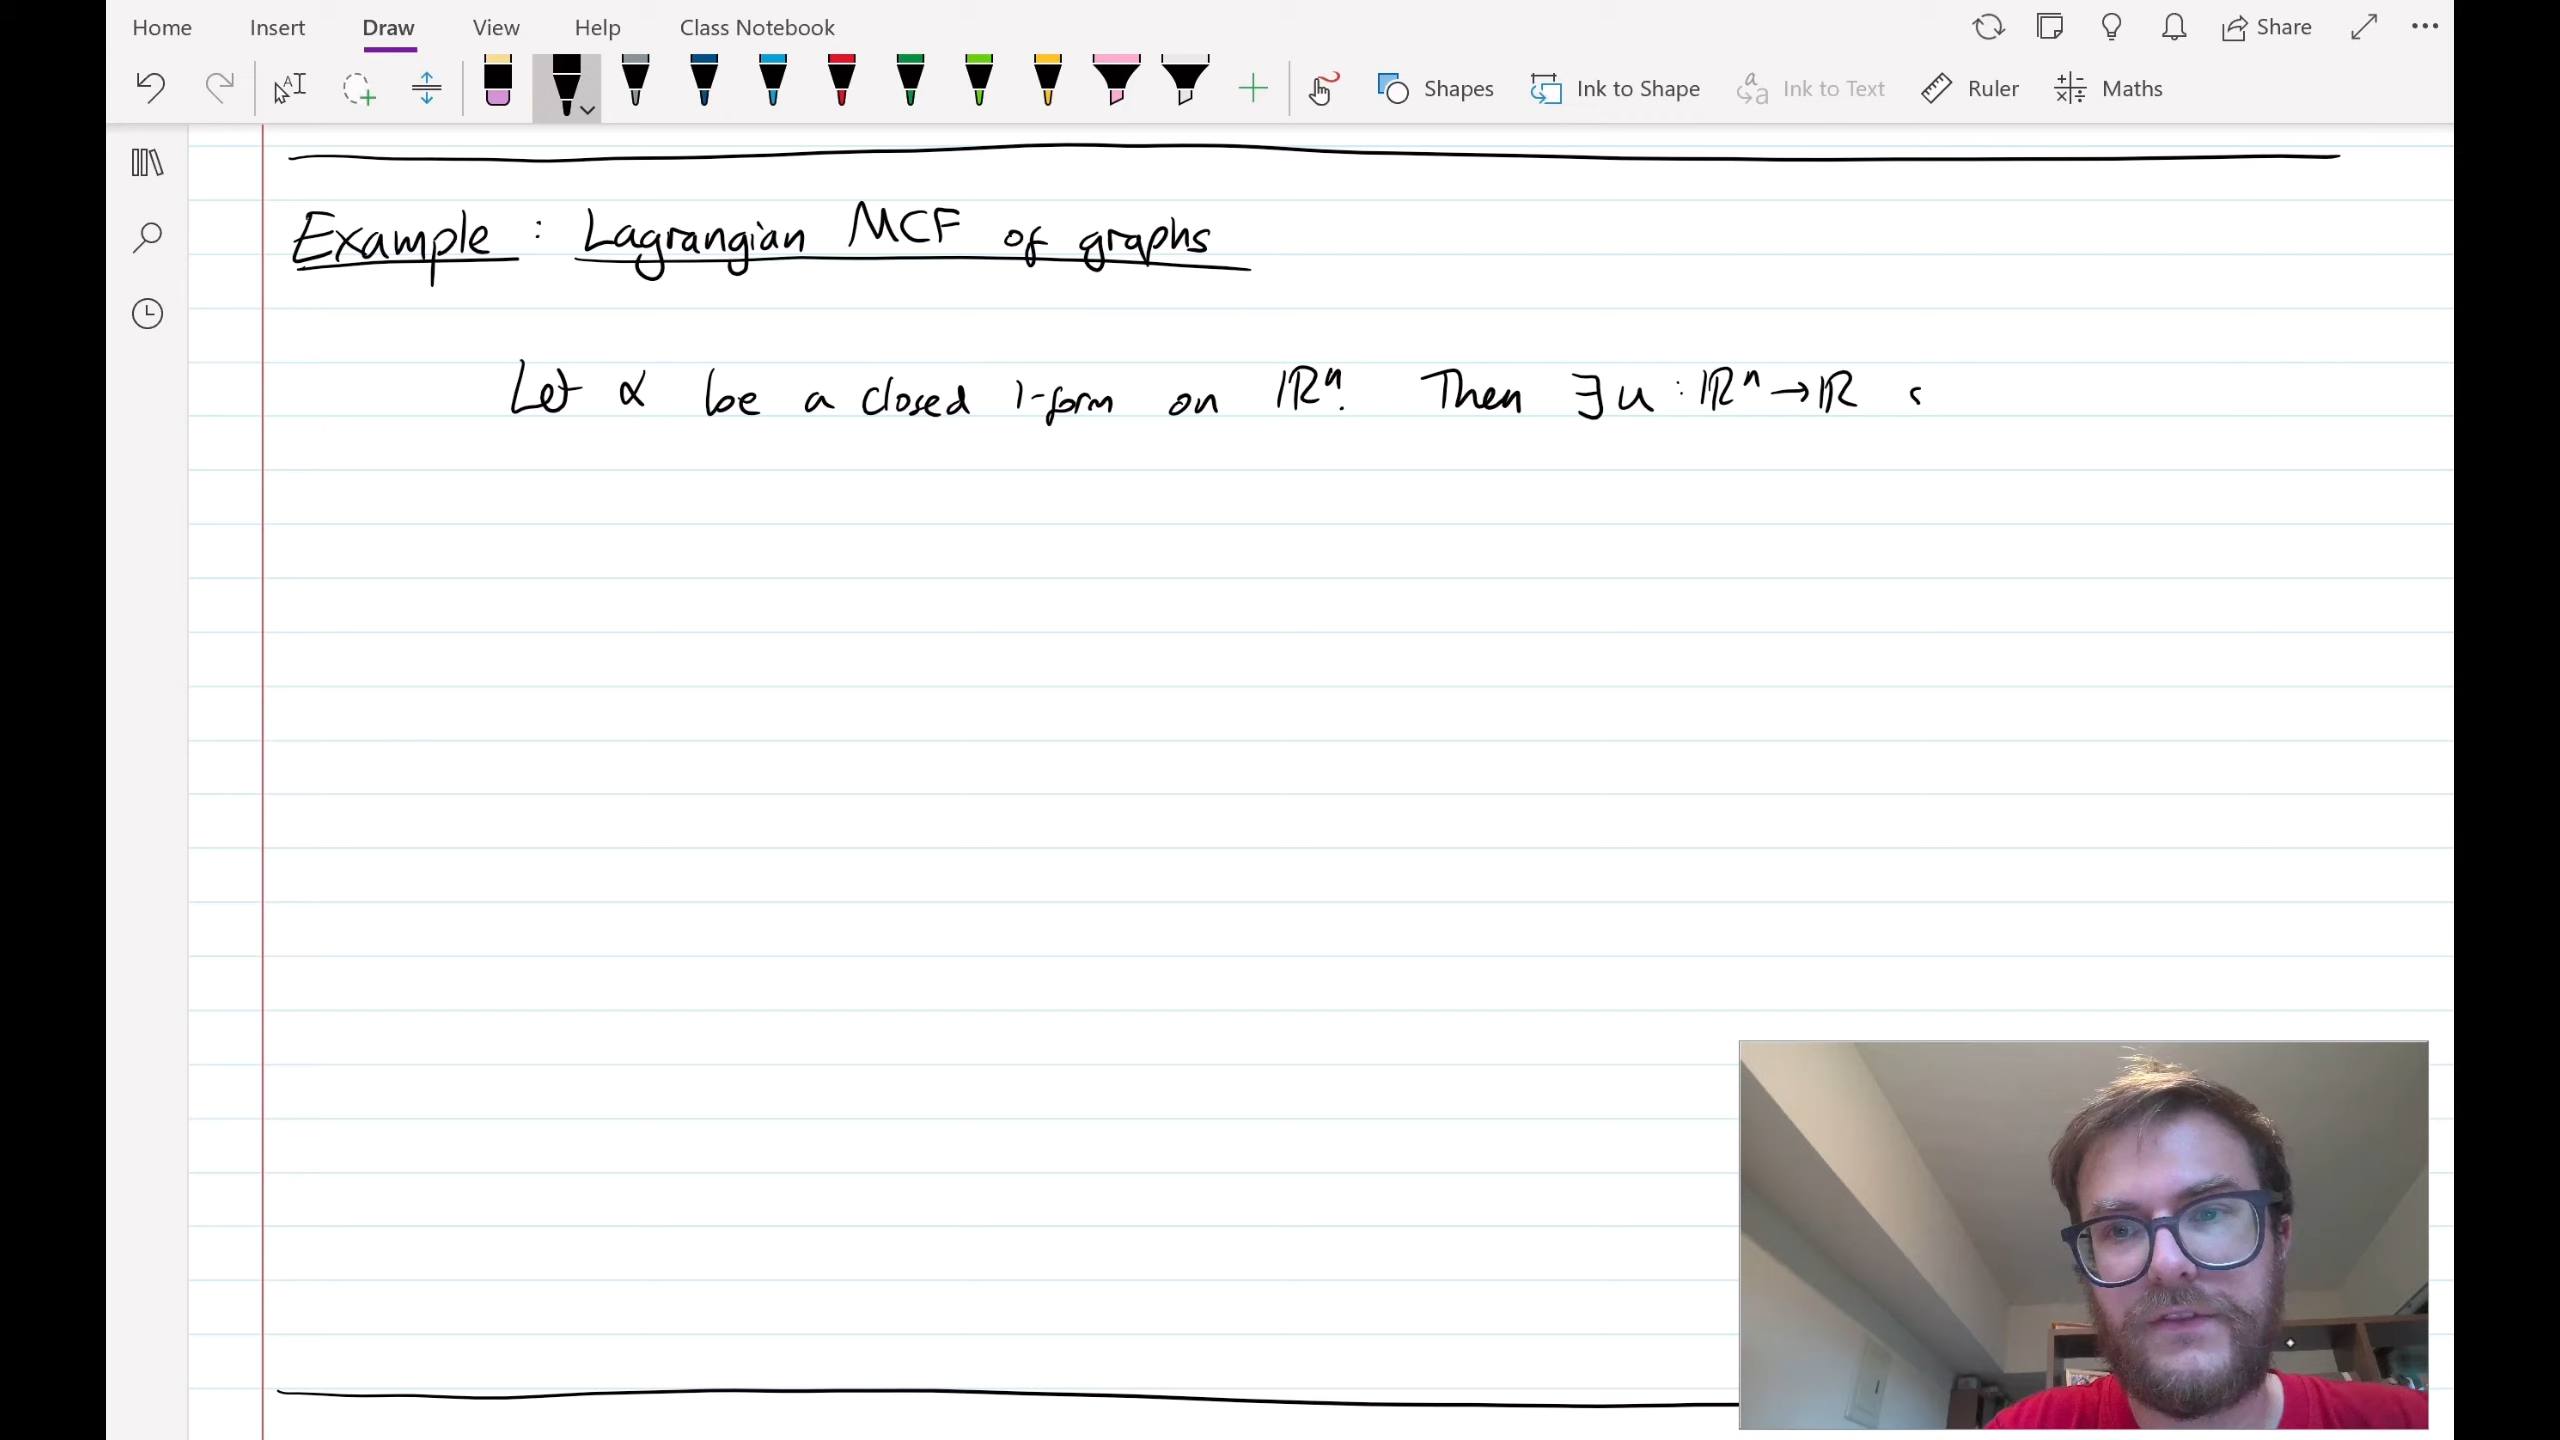 Home Insert Draw View Help Class Notebook Share
Shapes Ink to Shape Ink to Text Ruler Maths
Example : Lagrangian MCF of graphs
Let α be a closed 1-form on ℝⁿ. Then ∃ u : ℝⁿ → ℝ s